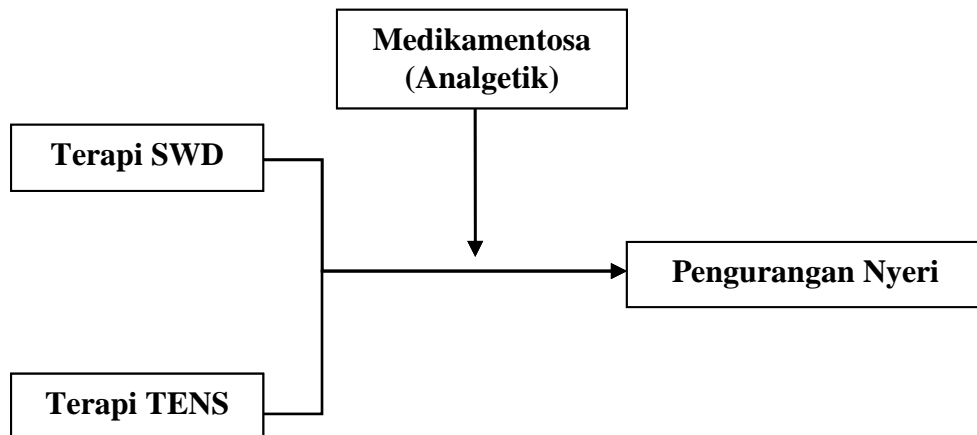 Medikamentosa
(Analgetik)
Terapi SWD
Pengurangan Nyeri
Terapi TENS